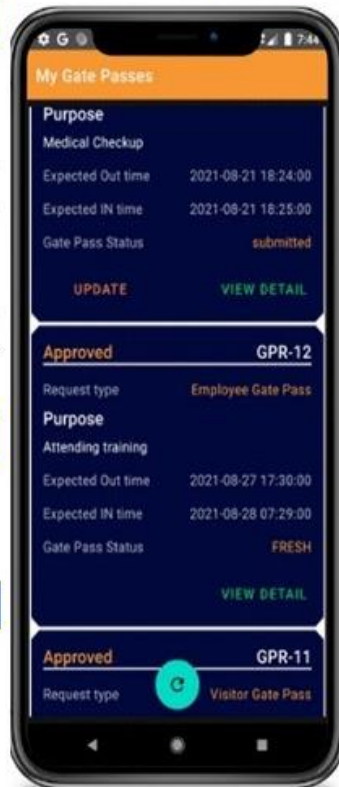 G 7:44
My Gate Passes
Purpose
Medical Checkup
Expected Out time 2021-08-21 18:24:00
Expected IN time 2021-08-21 18:25:00
Gate Pass Status submitted
UPDATE VIEW DETAIL
Approved GPR-12
Request type Employee Gate Pass
Purpose
Attending training
Expected Out time 2021-08-27 17:30:00
Expected IN time 2021-08-28 07:29:00
Gate Pass Status FRESH
VIEW DETAIL
Approved GPR-11
Request type Visitor Gate Pass